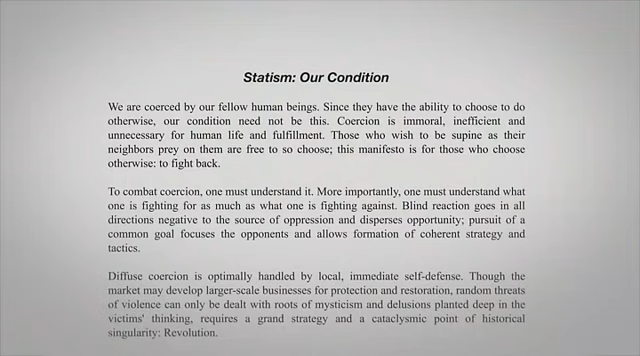 Statism: Our Condition
We are coerced by our fellow human beings. Since they have the ability to choose to do
otherwise, our condition need not be this. Coercion is immoral, inefficient and
unnecessary for human life and fulfillment. Those who wish to be supine as their
neighbors prey on them are free to so choose; this manifesto is for those who choose
otherwise: to fight back.
To combat coercion, one must understand it. More importantly, one must understand what
one is fighting for as much as what one is fighting against. Blind reaction goes in all
directions negative to the source of oppression and disperses opportunity; pursuit of a
common goal focuses the opponents and allows formation of coherent strategy and
tactics.
Diffuse coercion is optimally handled by local, immediate self-defense. Though the
market may develop larger-scale businesses for protection and restoration, random threats
of violence can only be dealt with roots of mysticism and delusions planted deep in the
victims' thinking, requires a grand strategy and a cataclysmic point of historical
singularity: Revolution.